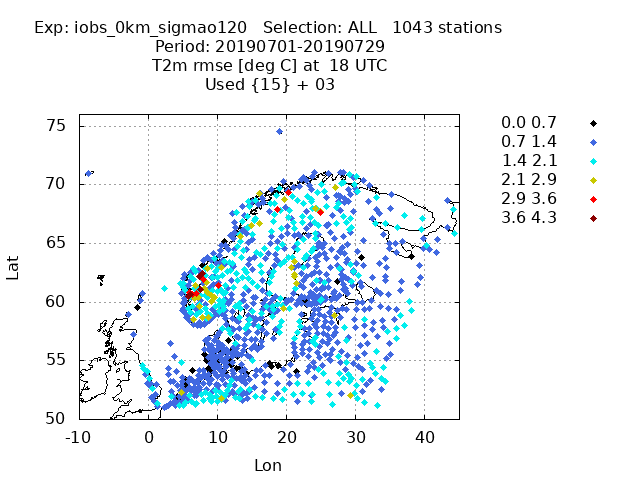 Exp: iobs_0km_sigmao120   Selection: ALL   1043 stations
Period: 20190701-20190729
T2m rmse [deg C] at  18 UTC
Used {15} + 03
0.0 0.7
0.7 1.4
1.4 2.1
2.1 2.9
2.9 3.6
3.6 4.3
75
70
65
60
55
50
Lat
-10 0 10 20 30 40
Lon